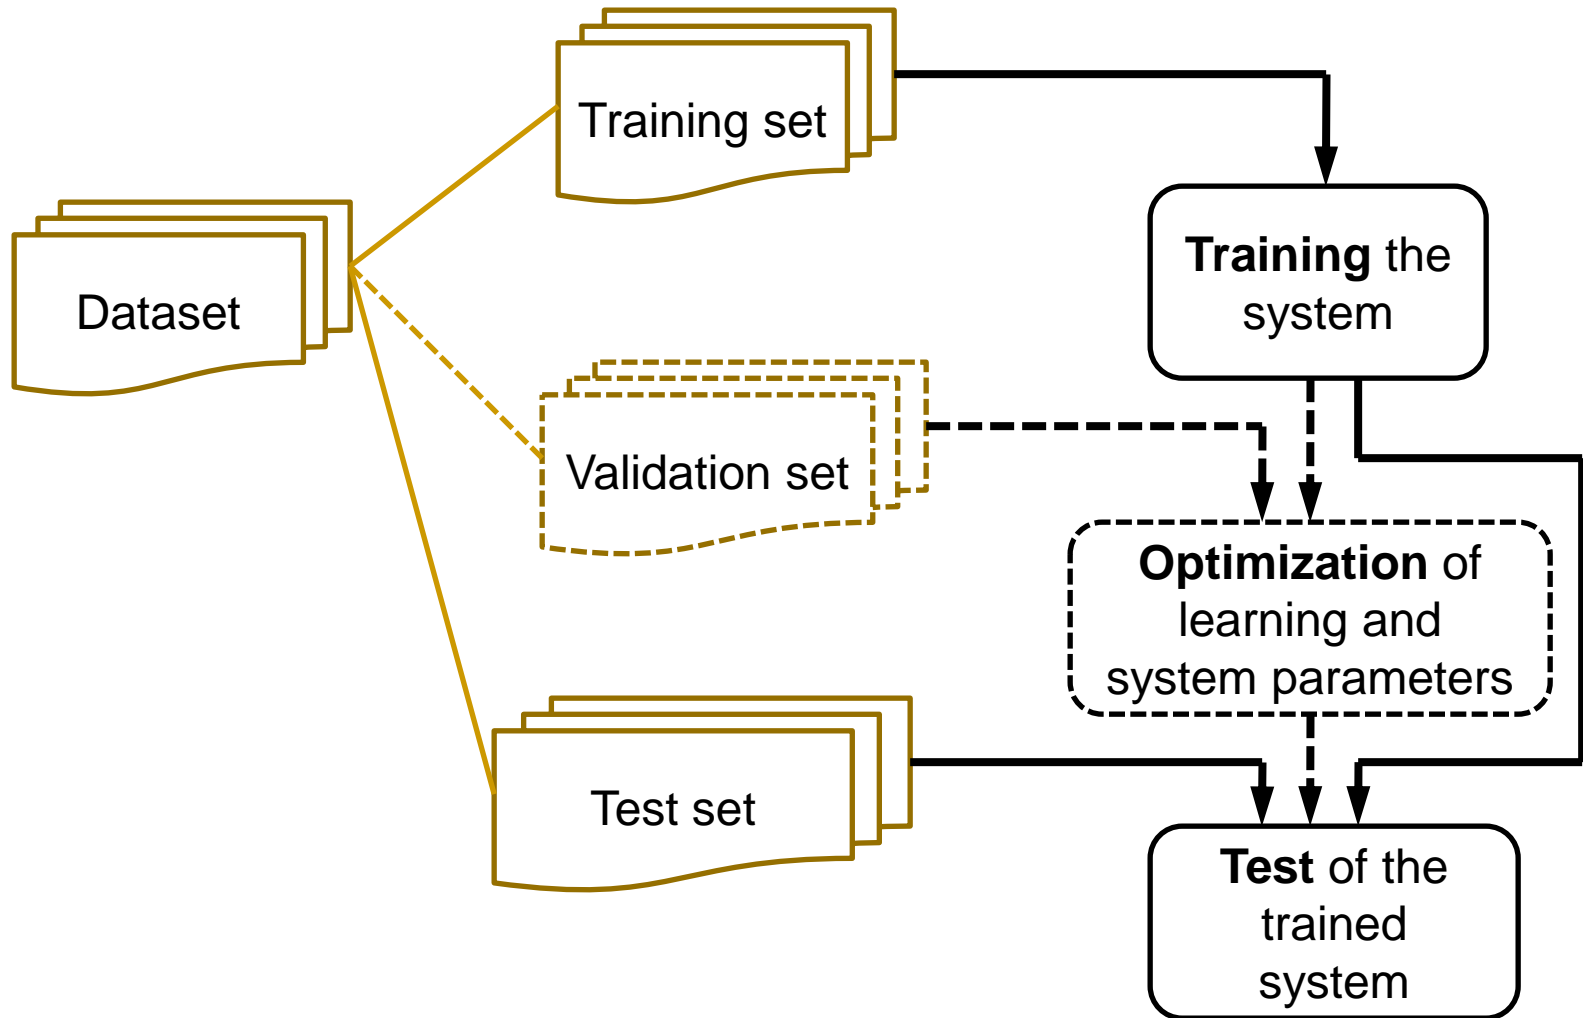 Training set
Dataset
Training the
system
Validation set
Optimization of
learning and
system parameters
Test set
Test of the
trained
system